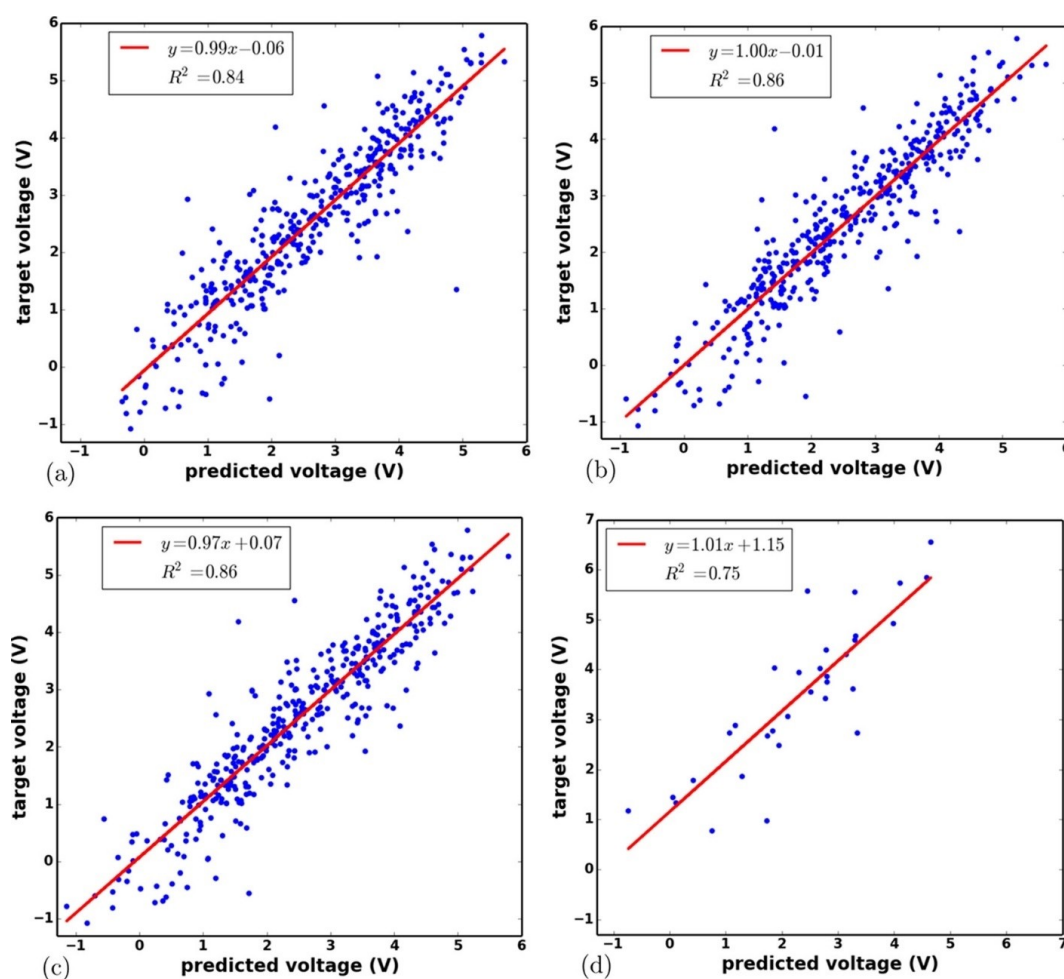 y=0.99x−0.06
R² =0.84
6
5
4
3
2
1
0
−1
target voltage (V)
−1 0 1 2 3 4 5 6
predicted voltage (V)
(a)
y=1.00x−0.01
R² =0.86
6
5
4
3
2
1
0
−1
target voltage (V)
−1 0 1 2 3 4 5 6
predicted voltage (V)
(b)
y=0.97x+0.07
R² =0.86
6
5
4
3
2
1
0
−1
target voltage (V)
−1 0 1 2 3 4 5 6
predicted voltage (V)
(c)
y=1.01x+1.15
R² =0.75
7
6
5
4
3
2
1
0
−1
target voltage (V)
−1 0 1 2 3 4 5 6 7
predicted voltage (V)
(d)